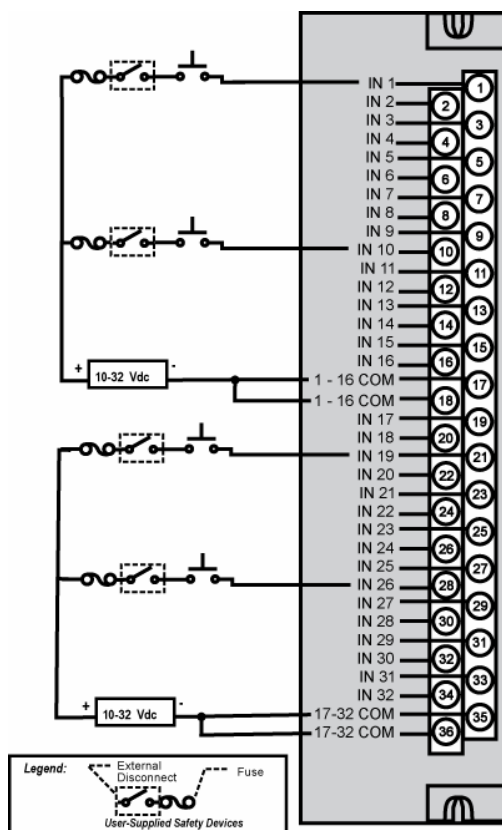 IN 1 1
IN 2 2
IN 3 3
IN 4 4
IN 5 5
IN 6 6
IN 7 7
IN 8 8
IN 9 9
IN 10 10
IN 11 11
IN 12 12
IN 13 13
IN 14 14
IN 15 15
IN 16 16
+ 10-32 Vdc - 1 - 16 COM 17
1 - 16 COM 18
IN 17 19
IN 18 20
IN 19 21
IN 20 22
IN 21 23
IN 22 24
IN 23 25
IN 24 26
IN 25 27
IN 26 28
IN 27 29
IN 28 30
IN 29 31
IN 30 32
IN 31 33
IN 32 34
+ 10-32 Vdc - 17-32 COM 35
17-32 COM 36
Legend: External Fuse
Disconnect
User-Supplied Safety Devices